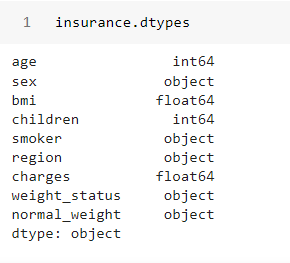 1 insurance.dtypes
age int64
sex object
bmi float64
children int64
smoker object
region object
charges float64
weight_status object
normal_weight object
dtype: object